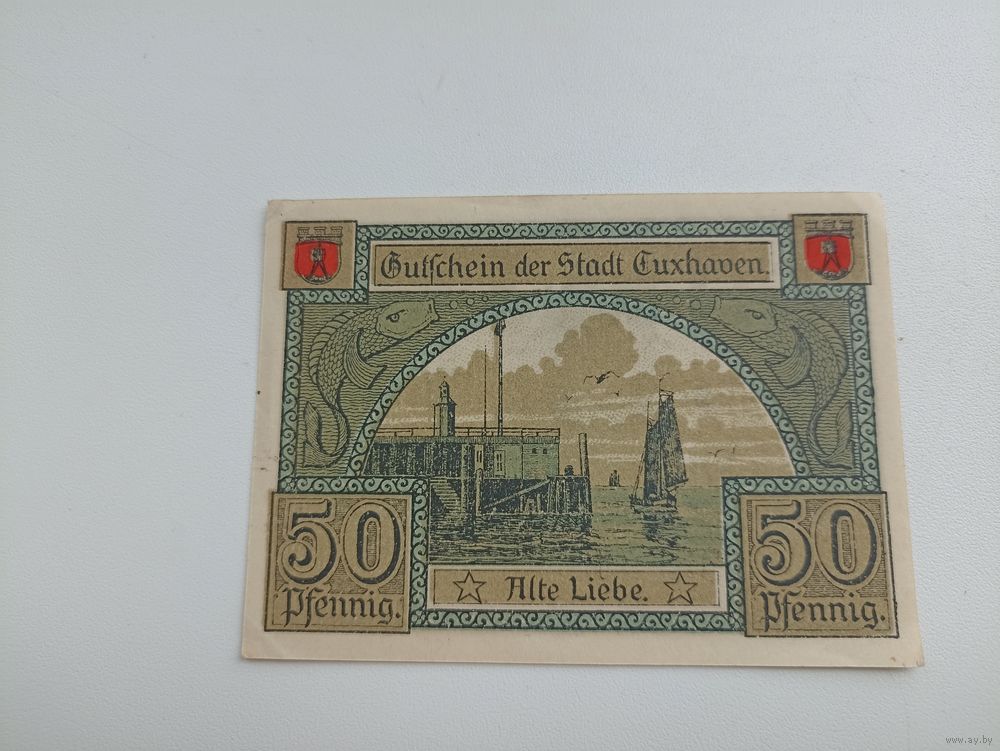 Gutschein der Stadt Cuxhaven.
50
Pfennig.
Alte Liebe.
50
Pfennig.
www.ay.by